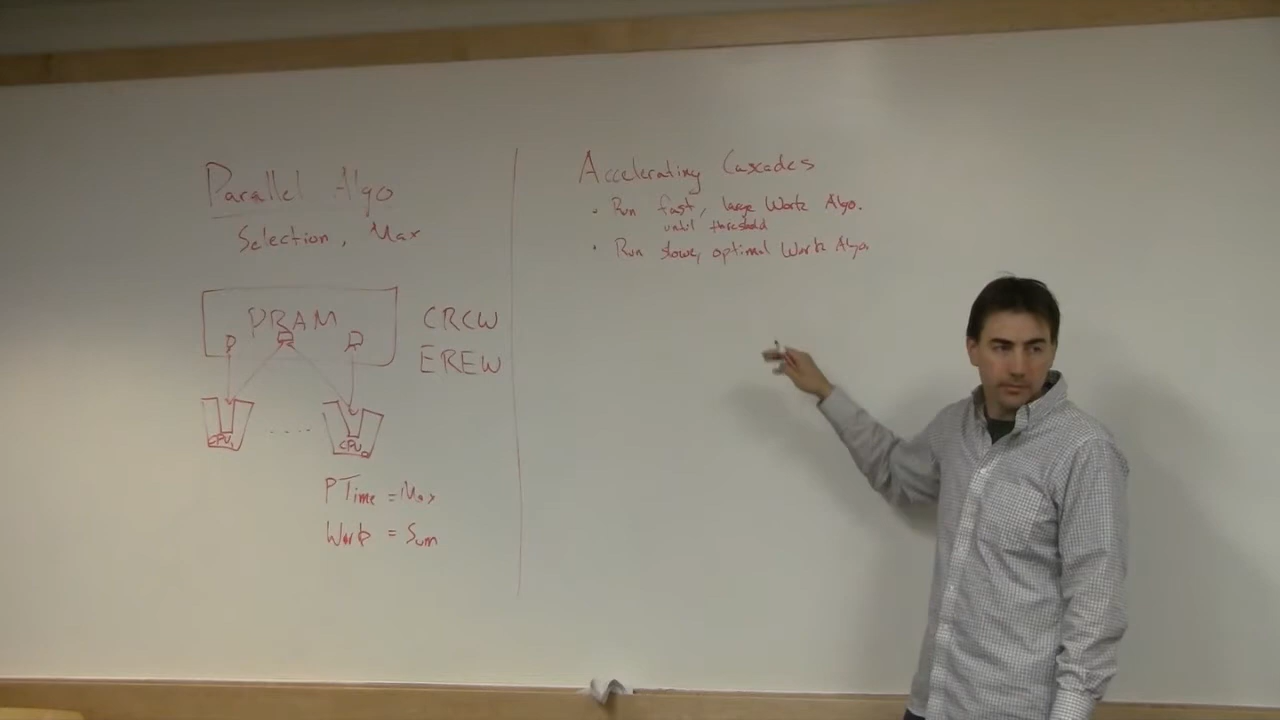 Parallel Algo
Selection, Max
PRAM
CRCW
EREW
CPU
. . . .
CPU
PTime = Max
Work = Sum
Accelerating Cascades
• Run fast, large Work Algo.
until threshold
• Run slower, optimal Work Algo